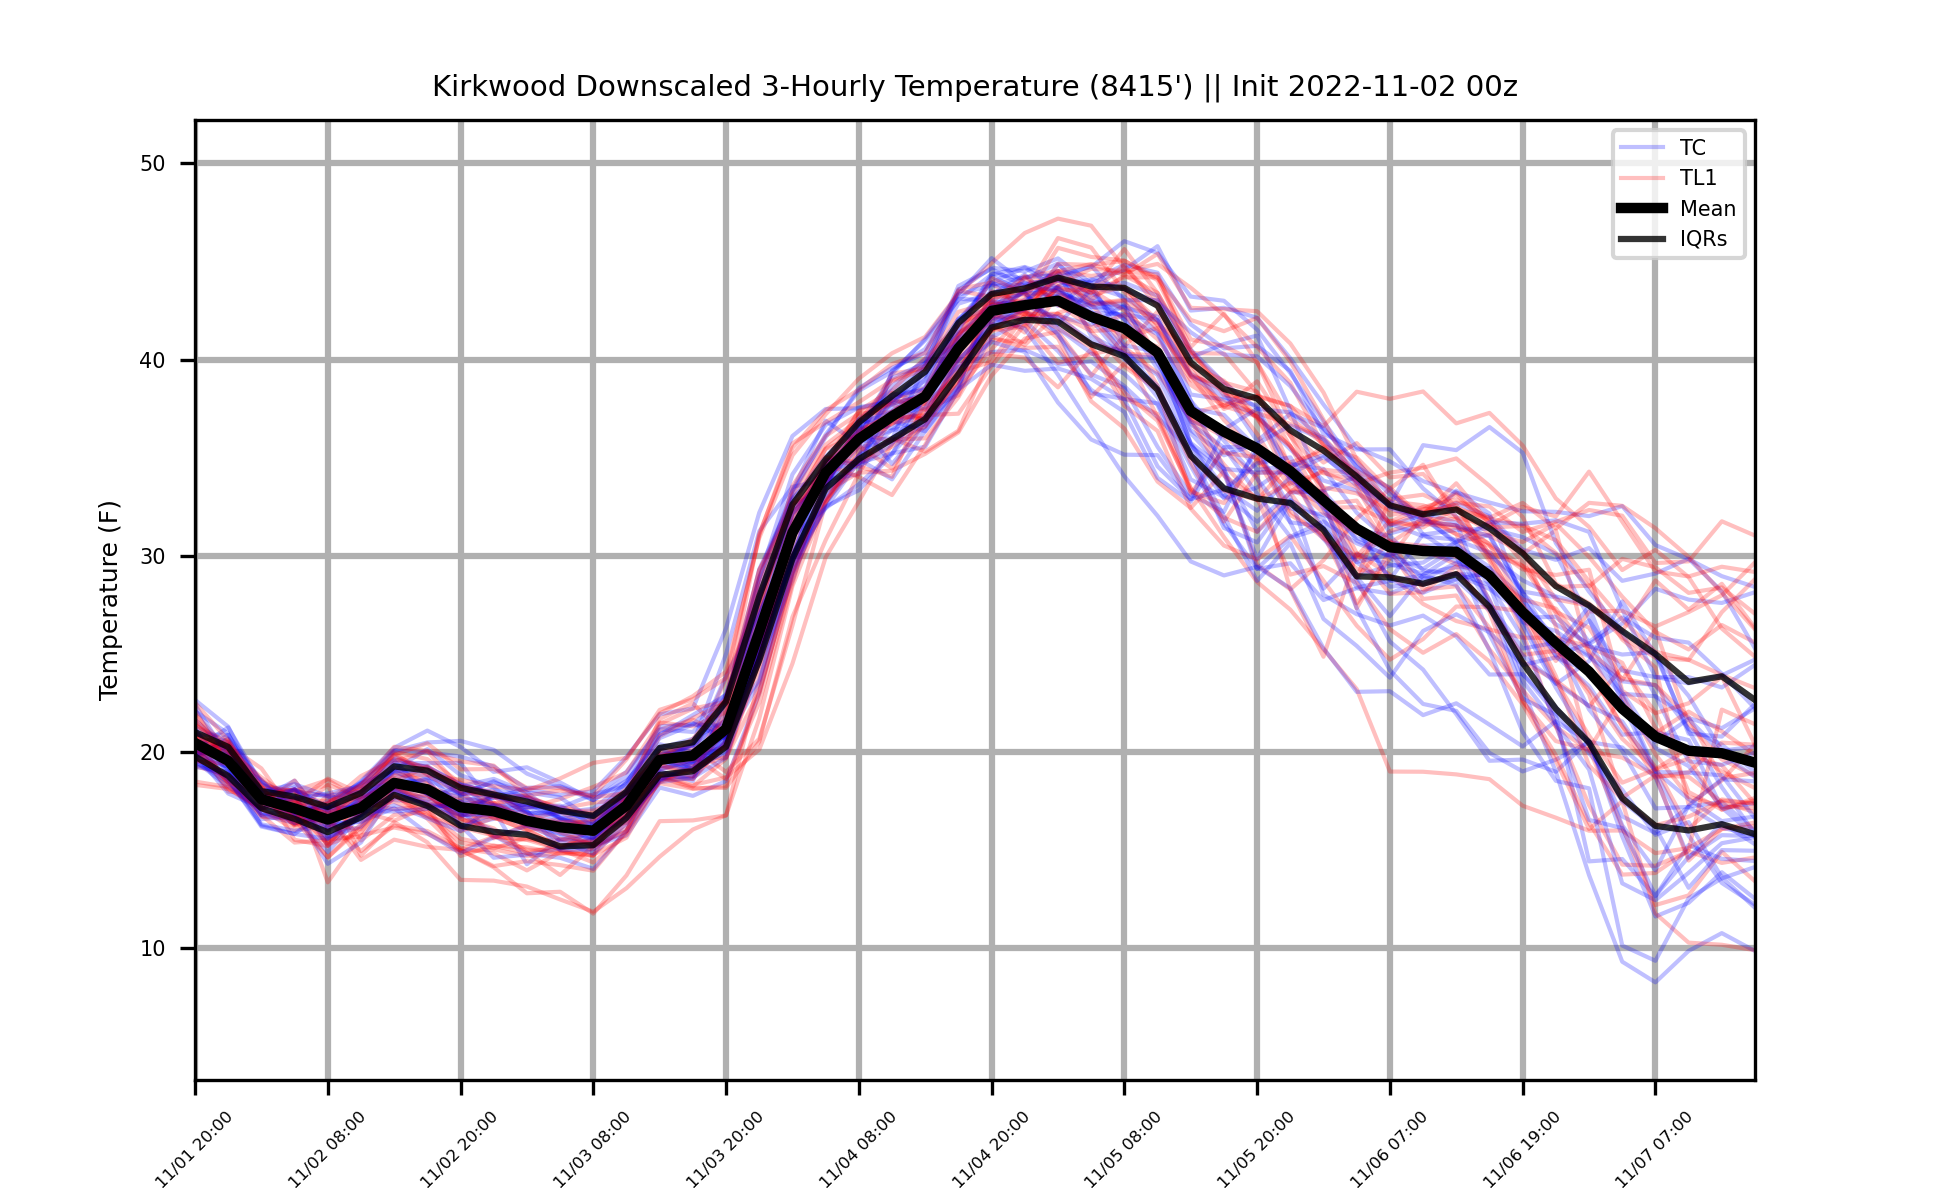 Kirkwood Downscaled 3-Hourly Temperature (8415') || Init 2022-11-02 00z
TC
TL1
Mean
IQRs
Temperature (F)
50
40
30
20
10
11/01 20:00
11/02 08:00
11/02 20:00
11/03 08:00
11/03 20:00
11/04 08:00
11/04 20:00
11/05 08:00
11/05 20:00
11/06 07:00
11/06 19:00
11/07 07:00